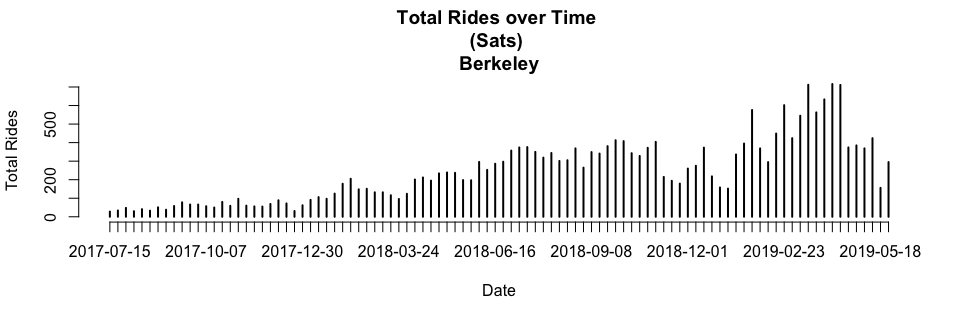 Total Rides over Time
(Sats)
Berkeley
Total Rides
500
200
0
2017-07-15 2017-10-07 2017-12-30 2018-03-24 2018-06-16 2018-09-08 2018-12-01 2019-02-23 2019-05-18
Date